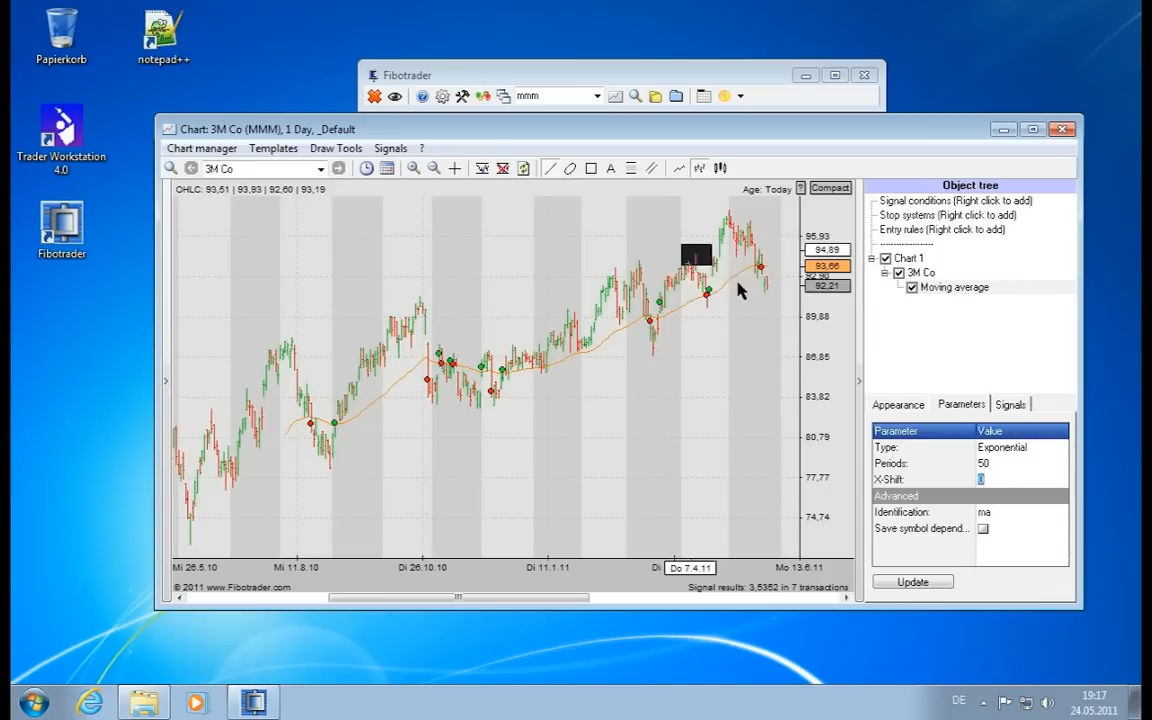 Papierkorb
notepad++
Trader Workstation
4.0
Fibotrader
Fibotrader
mmm
Chart: 3M Co (MMM), 1 Day, _Default
Chart manager Templates Draw Tools Signals ?
3M Co
A
OHLC: 93,51 | 93,93 | 92,60 | 93,19
Age: Today ? Compact
95,93
94,89
93,66
92,90
92,21
89,88
86,85
83,82
80,79
77,77
74,74
Mi 26.5.10 Mi 11.8.10 Di 26.10.10 Di 11.1.11 Di Do 7.4.11 Mo 13.6.11
© 2011 www.Fibotrader.com
Signal results: 3,5352 in 7 transactions
Object tree
Signal conditions (Right click to add)
Stop systems (Right click to add)
Entry rules (Right click to add)
--------------------
Chart 1
3M Co
Moving average
Appearance Parameters Signals
Parameter Value
Type: Exponential
Periods: 50
X-Shift: 0
Advanced
Identification: ma
Save symbol depend...
Update
DE
19:17
24.05.2011